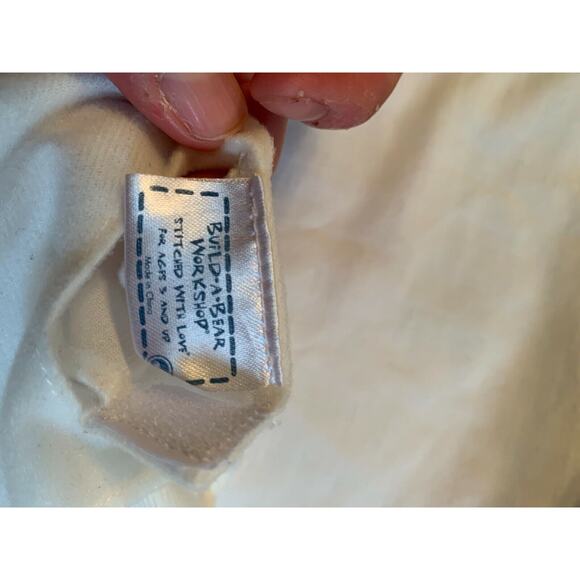 BUILD-A-BEAR
WORKSHOP®
STITCHED WITH LOVE®
FOR AGES 3 AND UP
Made in China